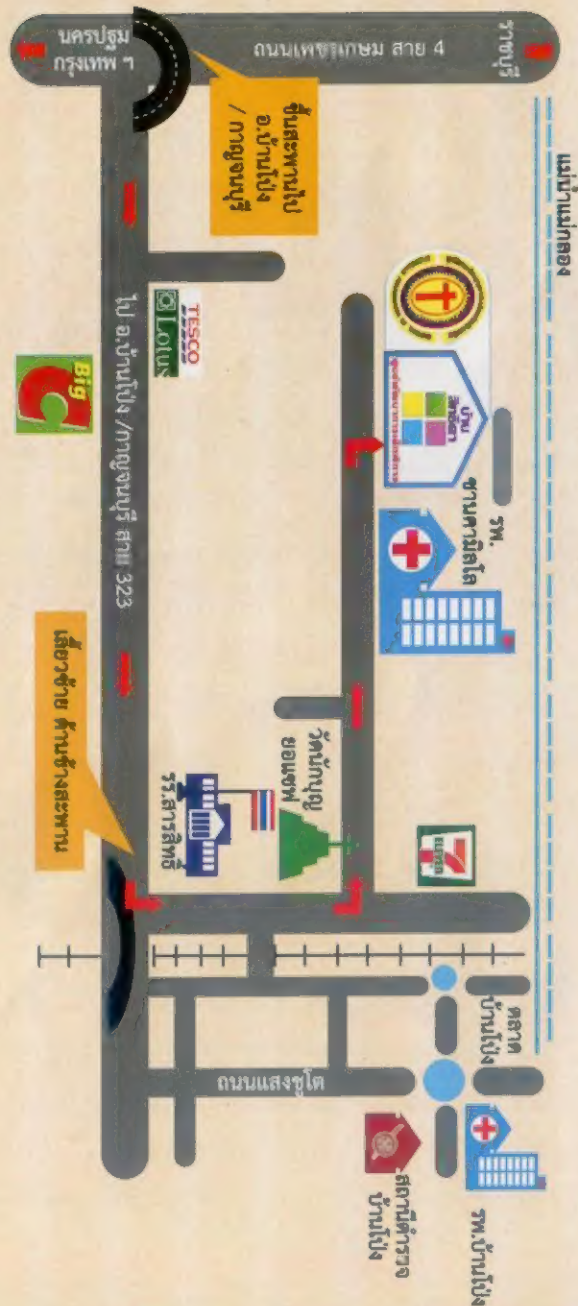 นครปฐม
กรุงเทพ ฯ
ถนนเพชรเกษม สาย 4
ราชบุรี
แม่น้ำแม่กลอง
ขึ้นสะพานไป
อ.บ้านโป่ง
/ กาญจนบุรี
TESCO
Lotus
Big C
ไป อ.บ้านโป่ง /กาญจนบุรี สาย 323
บ้าน
รพ.
ซานคามิลโล
เลี้ยวซ้าย ด้านข้างสะพาน
วัดนักบุญ
ยอแซฟ
รร.สารสิทธิ์
7
ELEVEN
ตลาด
บ้านโป่ง
ถนนแสงชูโต
สถานีตำรวจ
บ้านโป่ง
รพ.บ้านโป่ง